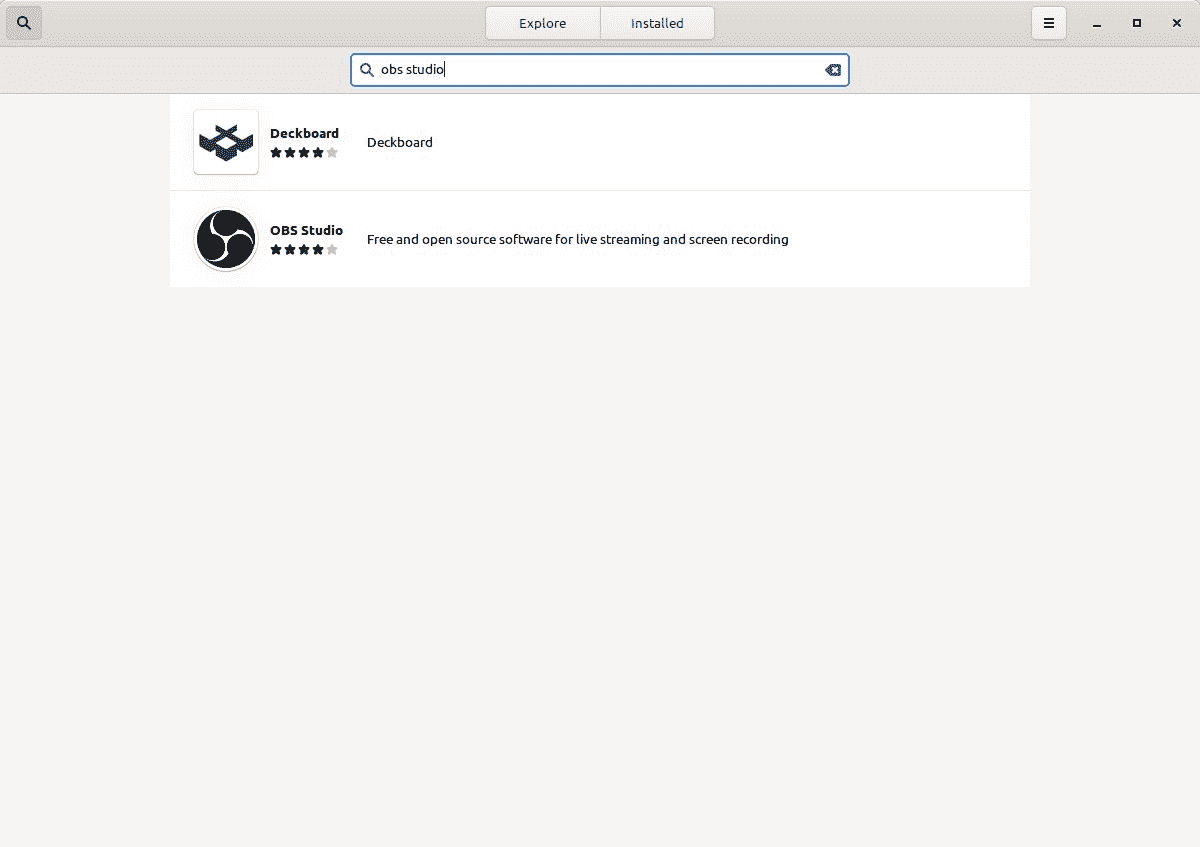 Explore Installed
obs studio
Deckboard
Deckboard
OBS Studio
Free and open source software for live streaming and screen recording